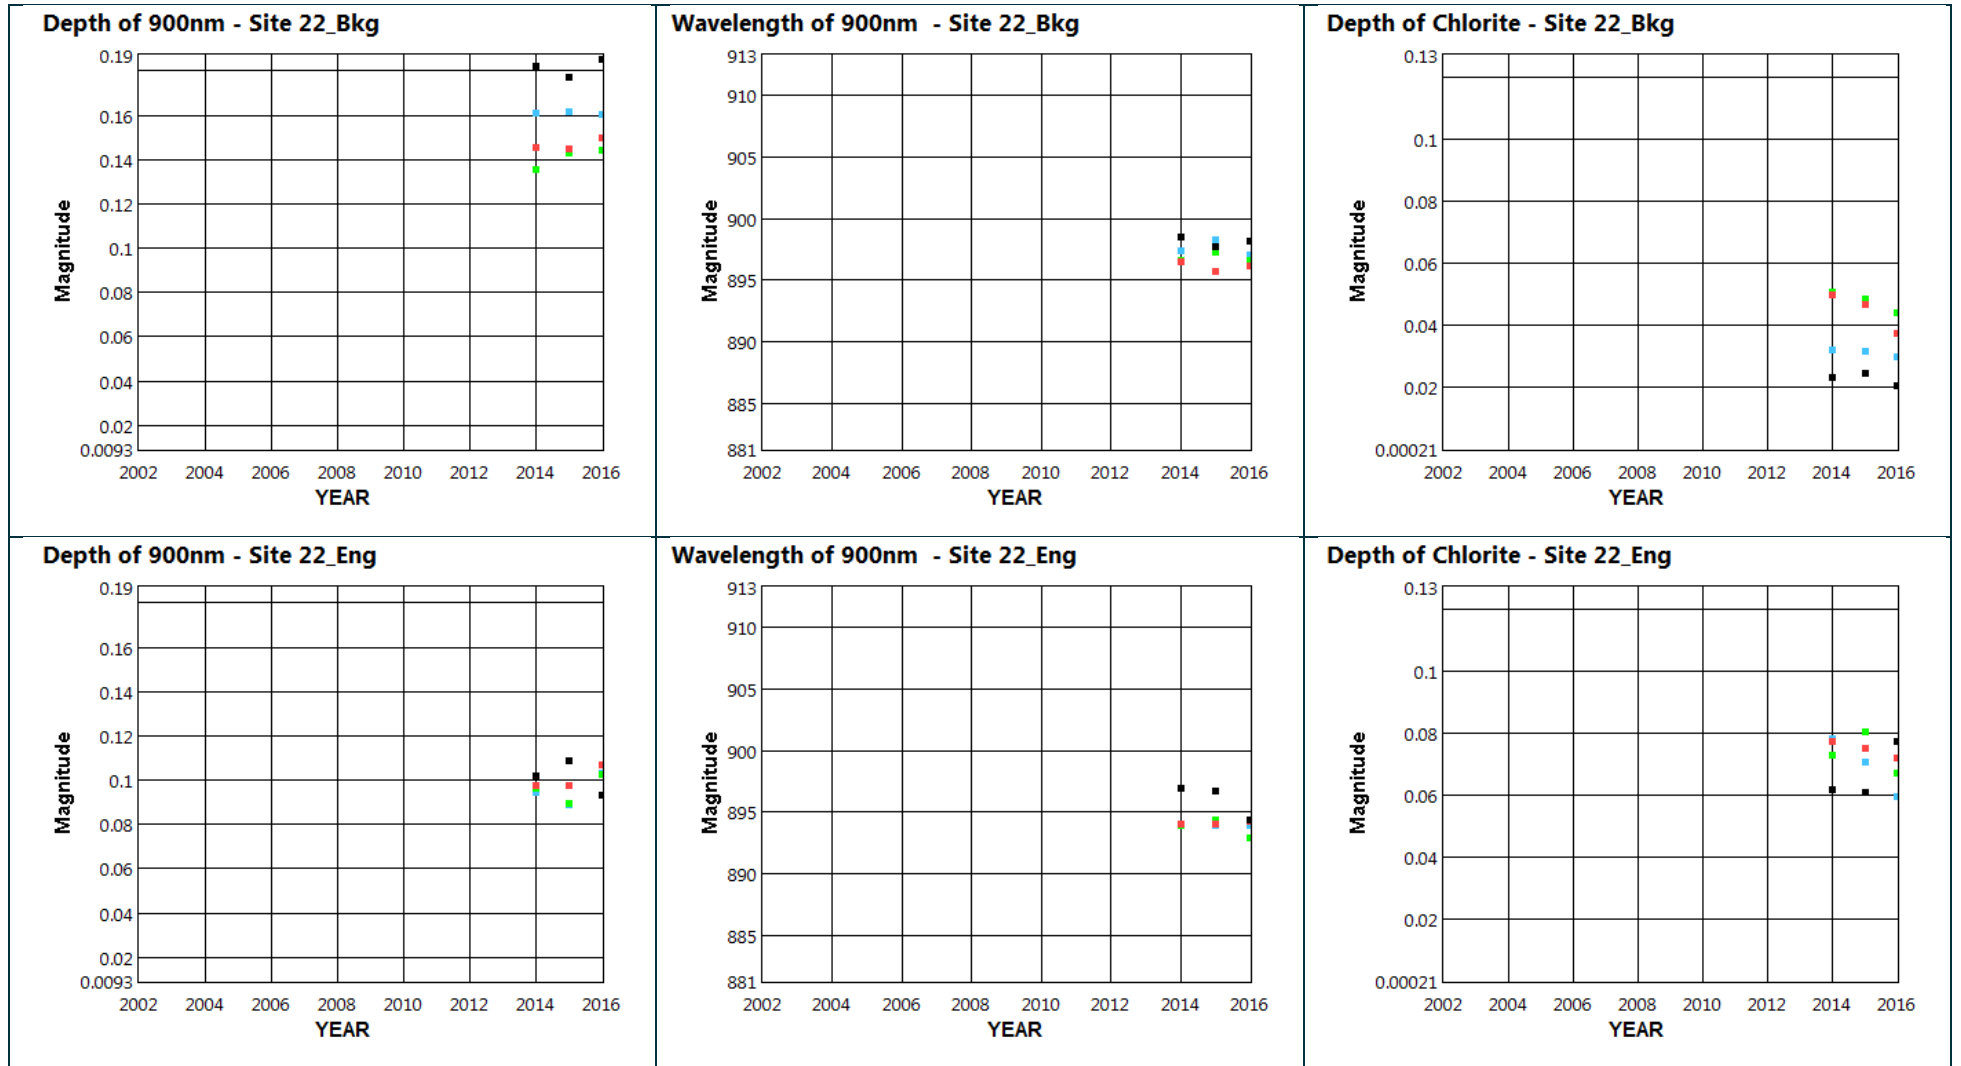 Depth of 900nm - Site 22_Bkg
0.19
0.16
0.14
0.12
0.1
0.08
0.06
0.04
0.02
0.0093
Magnitude
2002 2004 2006 2008 2010 2012 2014 2016
YEAR
Wavelength of 900nm - Site 22_Bkg
913
910
905
900
895
890
885
881
Magnitude
2002 2004 2006 2008 2010 2012 2014 2016
YEAR
Depth of Chlorite - Site 22_Bkg
0.13
0.1
0.08
0.06
0.04
0.02
0.00021
Magnitude
2002 2004 2006 2008 2010 2012 2014 2016
YEAR
Depth of 900nm - Site 22_Eng
0.19
0.16
0.14
0.12
0.1
0.08
0.06
0.04
0.02
0.0093
Magnitude
2002 2004 2006 2008 2010 2012 2014 2016
YEAR
Wavelength of 900nm - Site 22_Eng
913
910
905
900
895
890
885
881
Magnitude
2002 2004 2006 2008 2010 2012 2014 2016
YEAR
Depth of Chlorite - Site 22_Eng
0.13
0.1
0.08
0.06
0.04
0.02
0.00021
Magnitude
2002 2004 2006 2008 2010 2012 2014 2016
YEAR